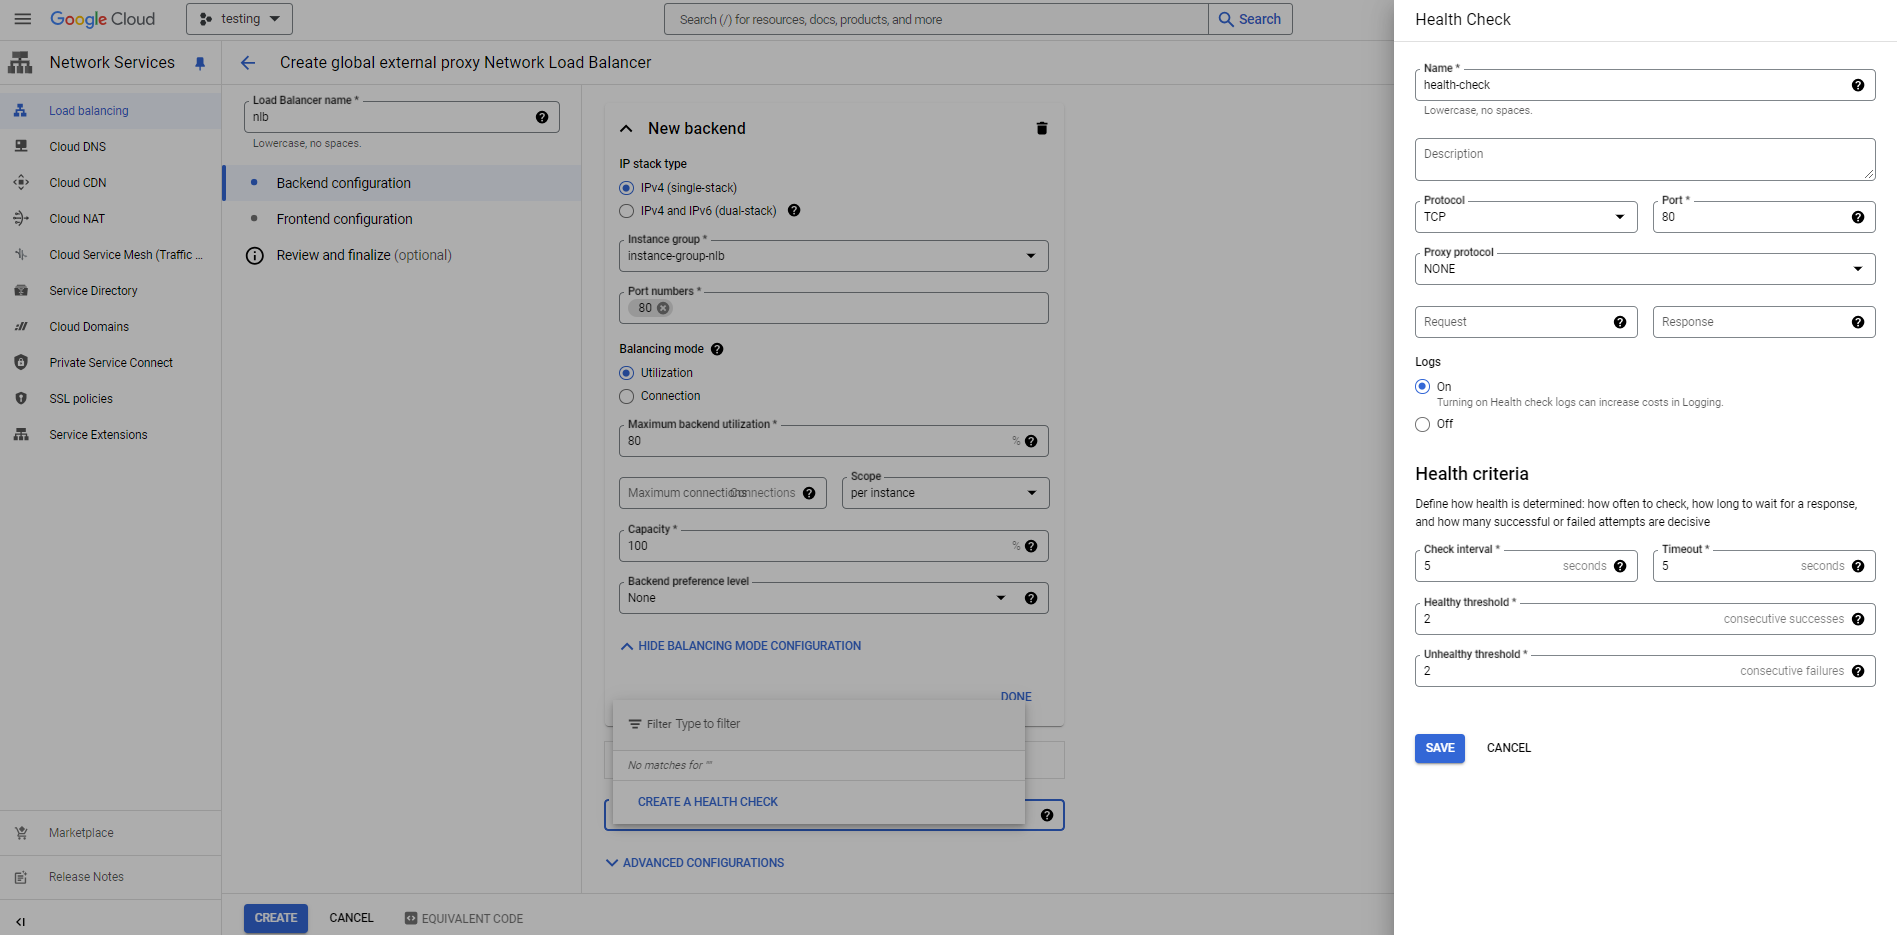 Google Cloud
testing
Search (/) for resources, docs, products, and more
Search
Network Services
Load balancing
Cloud DNS
Cloud CDN
Cloud NAT
Cloud Service Mesh (Traffic ...
Service Directory
Cloud Domains
Private Service Connect
SSL policies
Service Extensions
Marketplace
Release Notes
Create global external proxy Network Load Balancer
Load Balancer name *
nlb
Lowercase, no spaces.
Backend configuration
Frontend configuration
Review and finalize (optional)
New backend
IP stack type
IPv4 (single-stack)
IPv4 and IPv6 (dual-stack)
Instance group *
instance-group-nlb
Port numbers *
80
Balancing mode
Utilization
Connection
Maximum backend utilization *
80 %
Maximum connections Connections
Scope
per instance
Capacity *
100 %
Backend preference level
None
HIDE BALANCING MODE CONFIGURATION
DONE
Filter Type to filter
No matches for ""
CREATE A HEALTH CHECK
ADVANCED CONFIGURATIONS
CREATE CANCEL EQUIVALENT CODE
Health Check
Name *
health-check
Lowercase, no spaces.
Description
Protocol
TCP
Port *
80
Proxy protocol
NONE
Request
Response
Logs
On
Turning on Health check logs can increase costs in Logging.
Off
Health criteria
Define how health is determined: how often to check, how long to wait for a response,
and how many successful or failed attempts are decisive
Check interval *
5 seconds
Timeout *
5 seconds
Healthy threshold *
2 consecutive successes
Unhealthy threshold *
2 consecutive failures
SAVE CANCEL